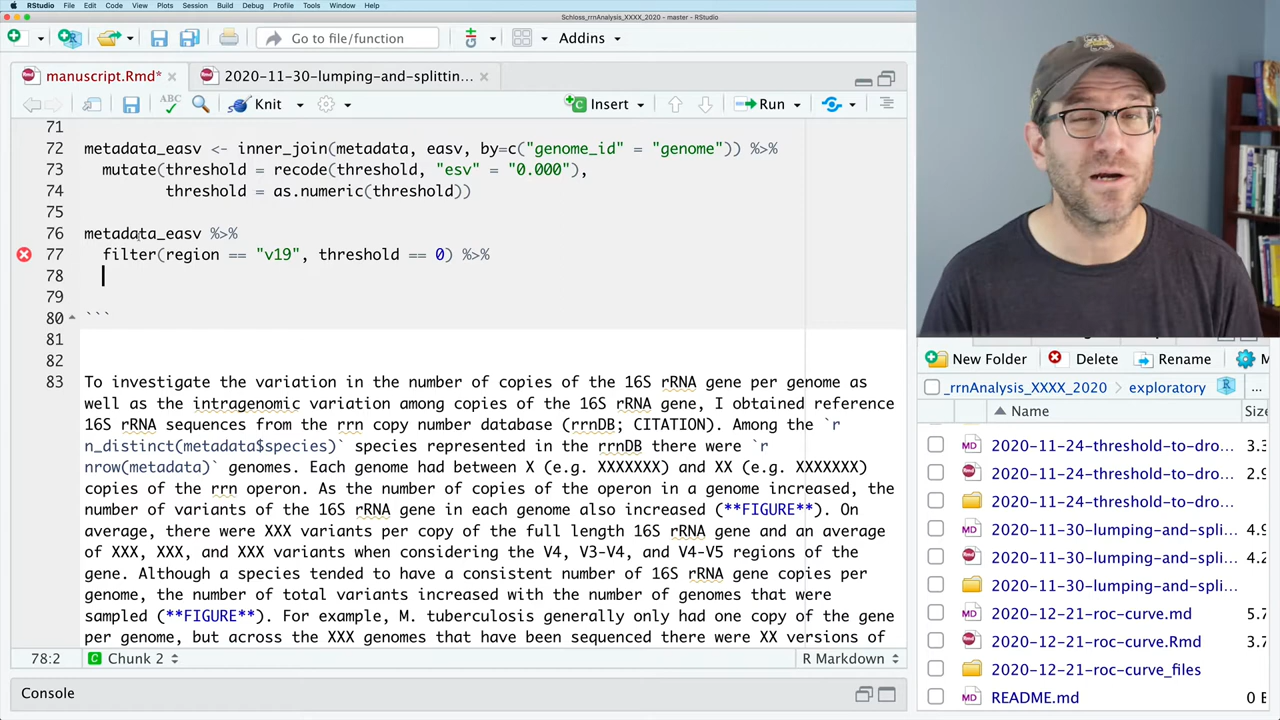 RStudio File Edit Code View Plots Session Build Debug Profile Tools Window Help
Schloss_rrnAnalysis_XXXX_2020 - master - RStudio
Go to file/function Addins
manuscript.Rmd* 2020-11-30-lumping-and-splittin...
ABC Knit Insert Run
71
72 metadata_easv <- inner_join(metadata, easv, by=c("genome_id" = "genome")) %>%
73 mutate(threshold = recode(threshold, "esv" = "0.000"),
74 threshold = as.numeric(threshold))
75
76 metadata_easv %>%
77 filter(region == "v19", threshold == 0) %>%
78
79
80 ```
81
82
83 To investigate the variation in the number of copies of the 16S rRNA gene per genome as
well as the intragenomic variation among copies of the 16S rRNA gene, I obtained reference
16S rRNA sequences from the rrn copy number database (rrnDB; CITATION). Among the `r
n_distinct(metadata$species)` species represented in the rrnDB there were `r
nrow(metadata)` genomes. Each genome had between X (e.g. XXXXXXX) and XX (e.g. XXXXXXX)
copies of the rrn operon. As the number of copies of the operon in a genome increased, the
number of variants of the 16S rRNA gene in each genome also increased (**FIGURE**). On
average, there were XXX variants per copy of the full length 16S rRNA gene and an average
of XXX, XXX, and XXX variants when considering the V4, V3-V4, and V4-V5 regions of the
gene. Although a species tended to have a consistent number of 16S rRNA gene copies per
genome, the number of total variants increased with the number of genomes that were
sampled (**FIGURE**). For example, M. tuberculosis generally only had one copy of the gene
per genome, but across the XXX genomes that have been sequenced there were XX versions of
78:2 Chunk 2 R Markdown
Console
New Folder Delete Rename M
_rrnAnalysis_XXXX_2020 > exploratory ...
Name Siz
2020-11-24-threshold-to-dro... 3.3
2020-11-24-threshold-to-dro... 2.9
2020-11-24-threshold-to-dro...
2020-11-30-lumping-and-spli... 4.9
2020-11-30-lumping-and-spli... 4.2
2020-11-30-lumping-and-spli...
2020-12-21-roc-curve.md 5.7
2020-12-21-roc-curve.Rmd 3.7
2020-12-21-roc-curve_files
README.md 0 B